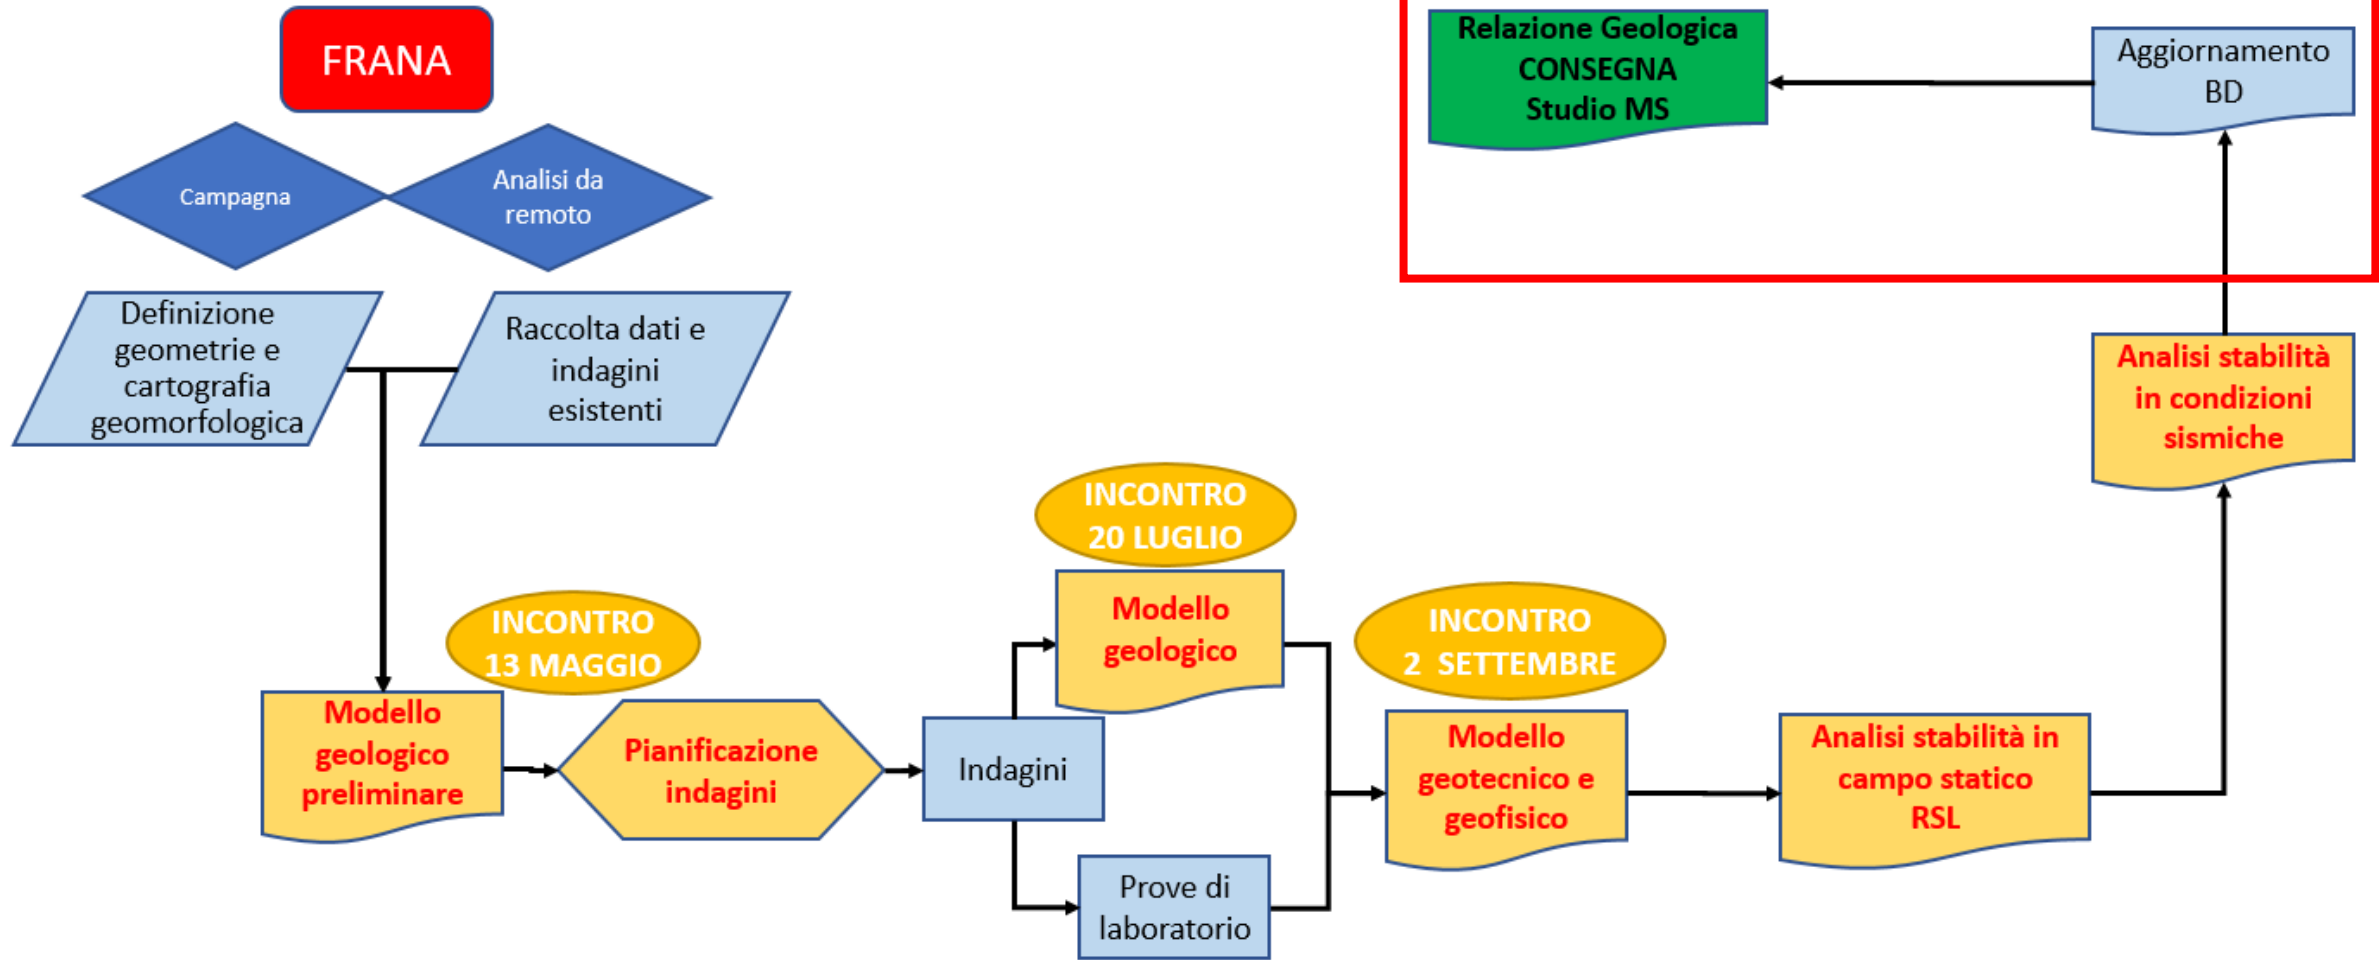 FRANA
Campagna
Analisi da
remoto
Definizione
geometrie e
cartografia
geomorfologica
Raccolta dati e
indagini
esistenti
INCONTRO
13 MAGGIO
Modello
geologico
preliminare
Pianificazione
indagini
Indagini
INCONTRO
20 LUGLIO
Modello
geologico
Prove di
laboratorio
INCONTRO
2 SETTEMBRE
Modello
geotecnico e
geofisico
Analisi stabilità in
campo statico
RSL
Analisi stabilità
in condizioni
sismiche
Aggiornamento
BD
Relazione Geologica
CONSEGNA
Studio MS